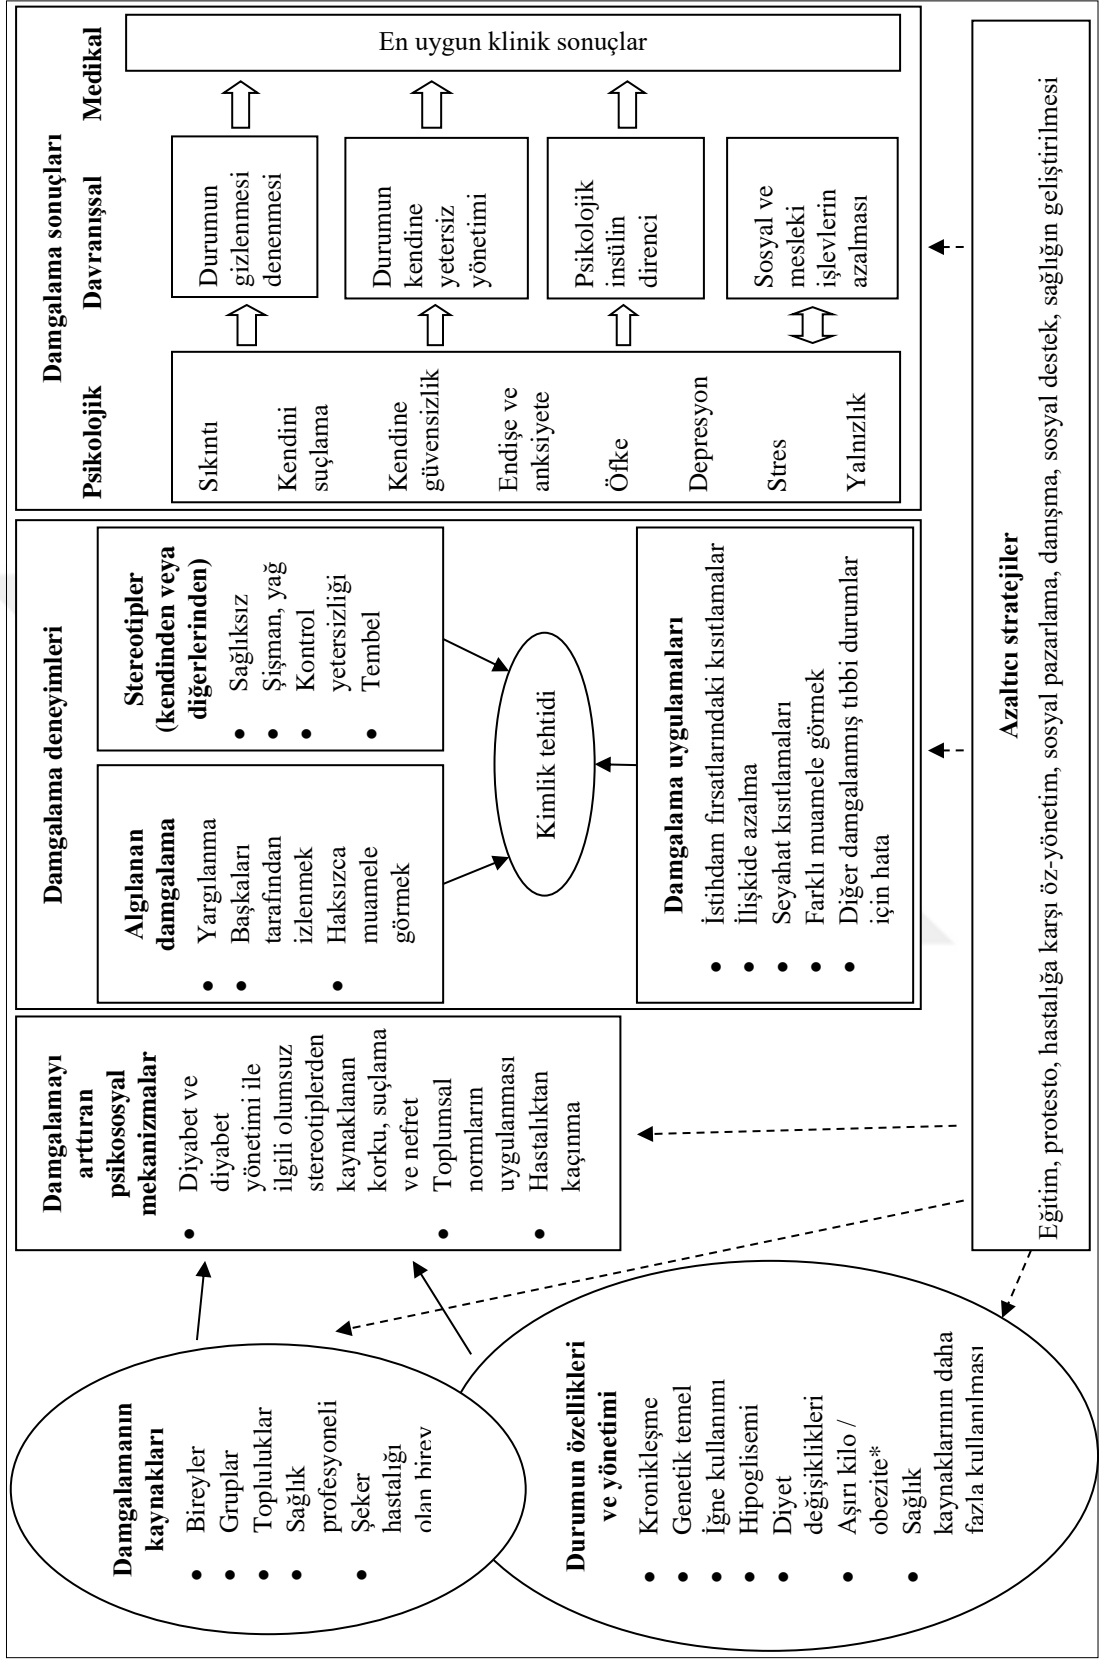 Damgalamanın
kaynakları
• Bireyler
• Gruplar
• Topluluklar
• Sağlık
profesyoneli
• Şeker
hastalığı
olan birey
Durumun özellikleri
ve yönetimi
• Kronikleşme
• Genetik temel
• İğne kullanımı
• Hipoglisemi
• Diyet
değişiklikleri
• Aşırı kilo /
obezite*
• Sağlık
kaynaklarının daha
fazla kullanılması
Damgalamayı
arttıran
psikososyal
mekanizmalar
• Diyabet ve
diyabet
yönetimi ile
ilgili olumsuz
stereotiplerden
kaynaklanan
korku, suçlama
ve nefret
• Toplumsal
normların
uygulanması
• Hastalıktan
kaçınma
Damgalama deneyimleri
Algılanan
damgalama
• Yargılanma
• Başkaları
tarafından
izlenmek
• Haksızca
muamele
görmek
Stereotipler
(kendinden veya
diğerlerinden)
• Sağlıksız
• Şişman, yağ
• Kontrol
yetersizliği
• Tembel
Kimlik tehtidi
Damgalama uygulamaları
• İstihdam fırsatlarındaki kısıtlamalar
• İlişkide azalma
• Seyahat kısıtlamaları
• Farklı muamele görmek
• Diğer damgalanmış tıbbi durumlar
için hata
Damgalama sonuçları
Psikolojik
Davranışsal
Medikal
Sıkıntı
Kendini
suçlama
Kendine
güvensizlik
Endişe ve
anksiyete
Öfke
Depresyon
Stres
Yalnızlık
Durumun
gizlenmesi
denenmesi
Durumun
kendine
yetersiz
yönetimi
Psikolojik
insülin
direnci
Sosyal ve
mesleki
işlevlerin
azalması
En uygun klinik sonuçlar
Azaltıcı stratejiler
Eğitim, protesto, hastalığa karşı öz-yönetim, sosyal pazarlama, danışma, sosyal destek, sağlığın geliştirilmesi